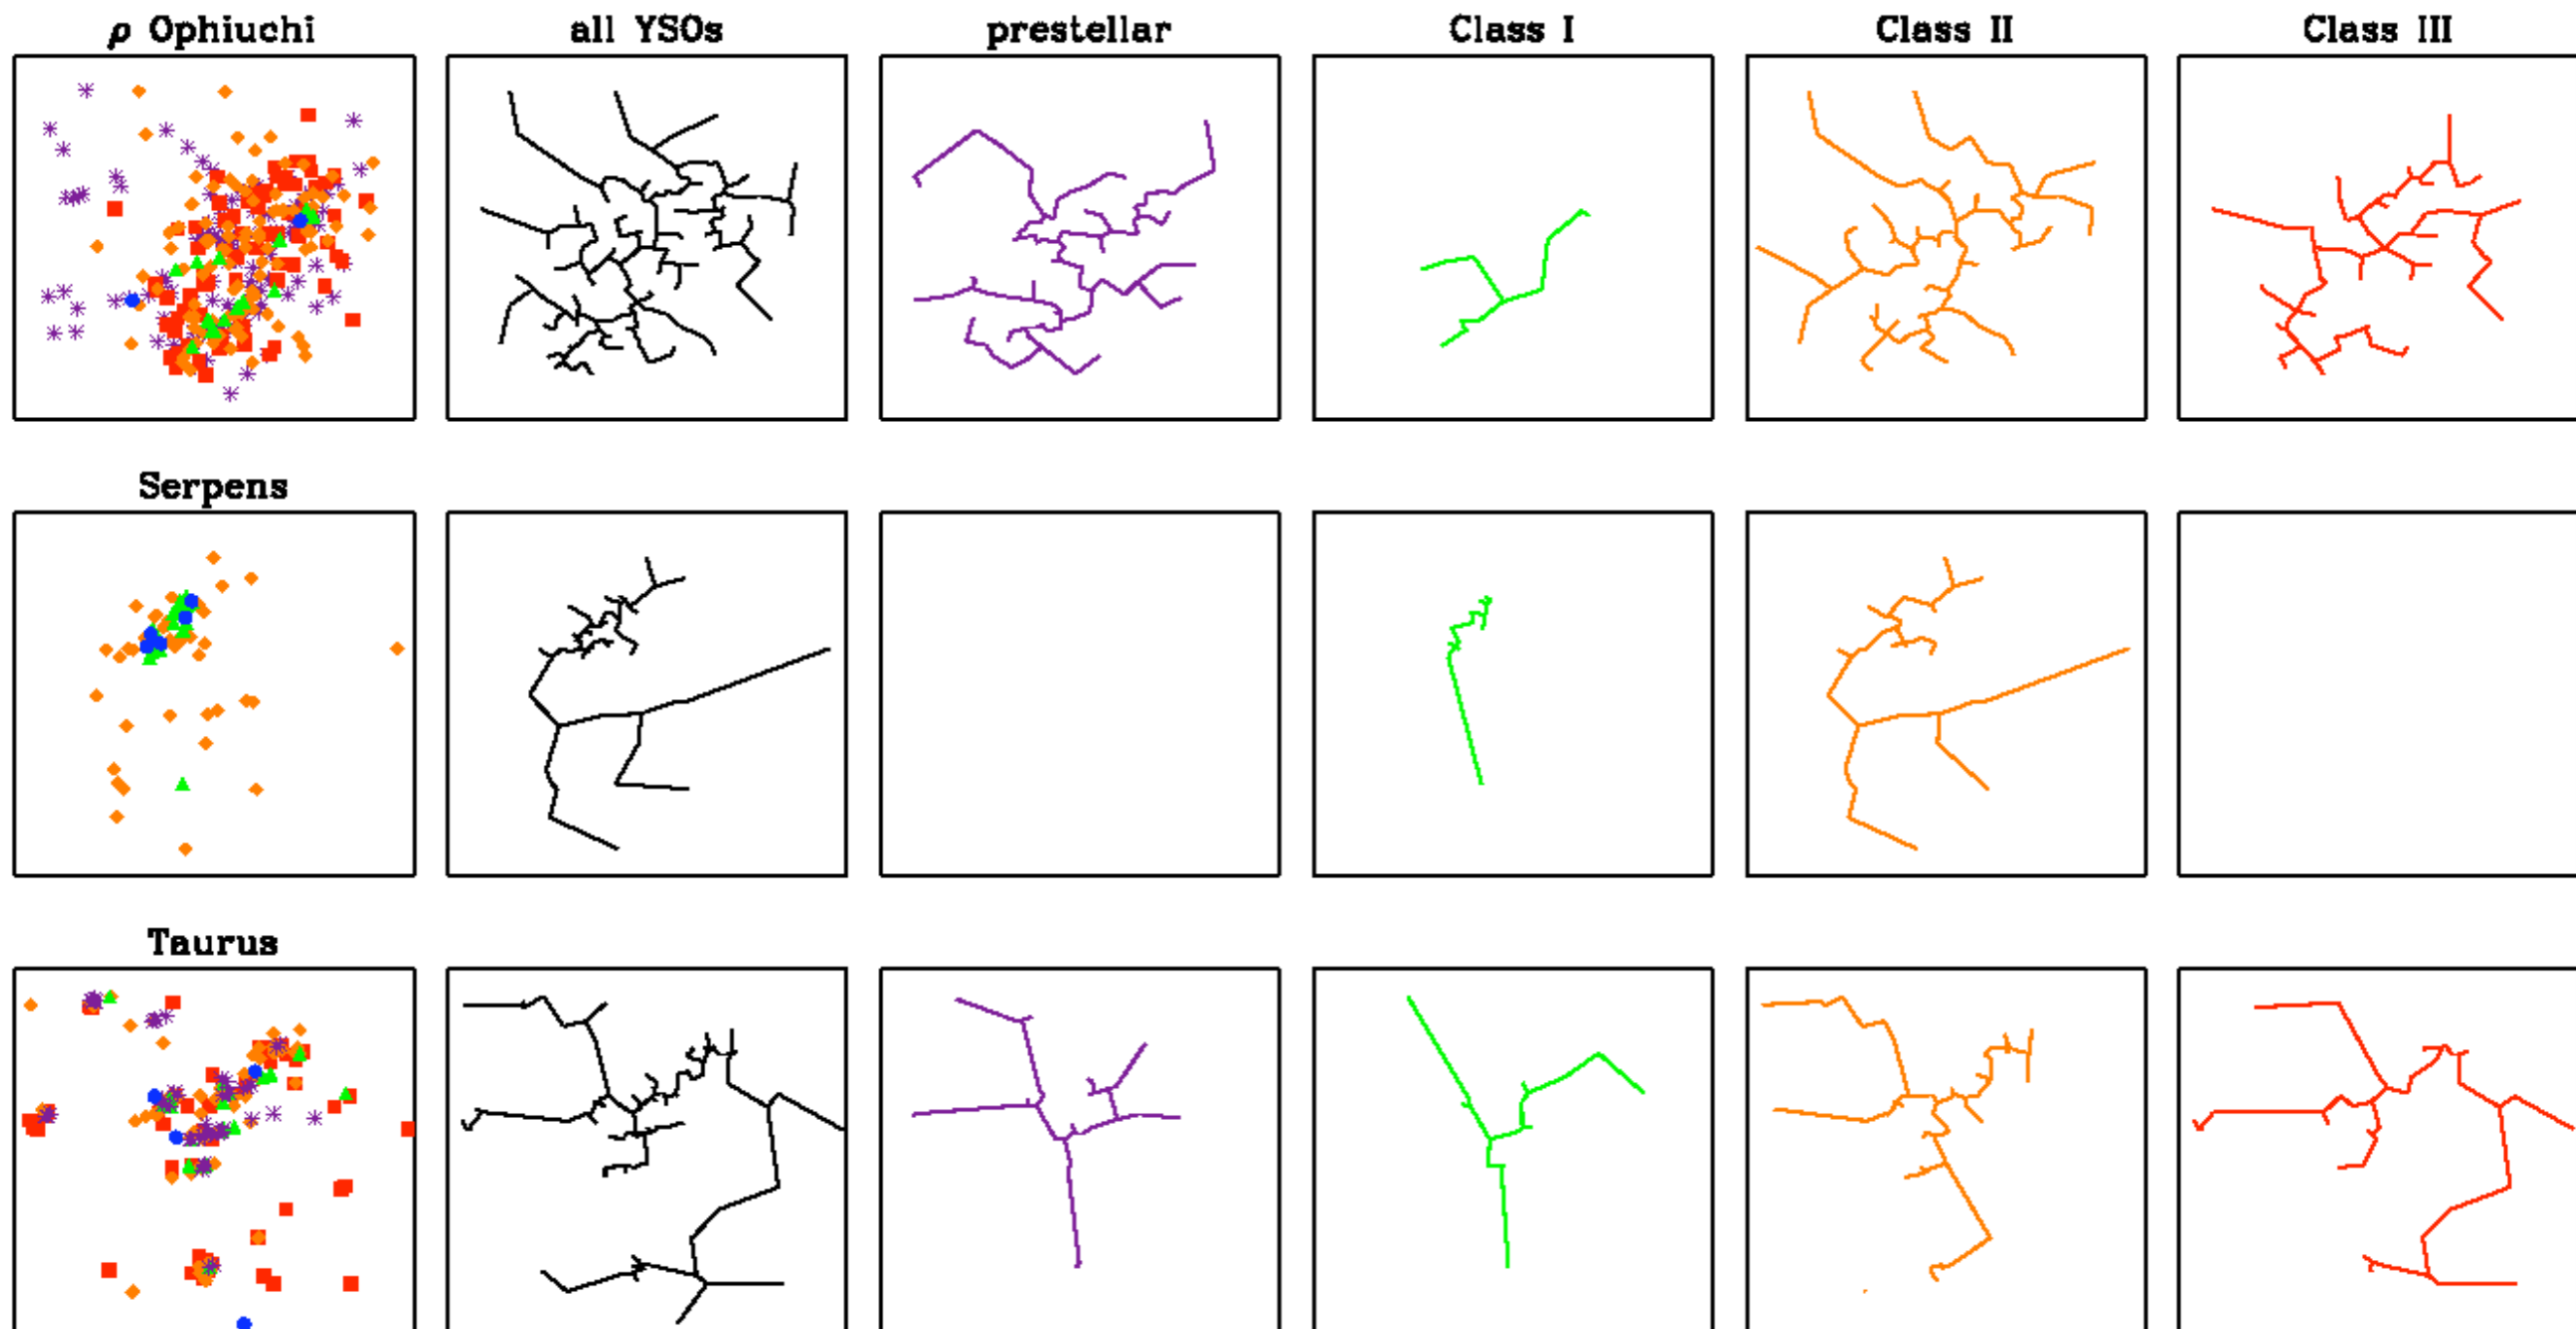 ρ Ophiuchi all YSOs prestellar Class I Class II Class III
Serpens
Taurus